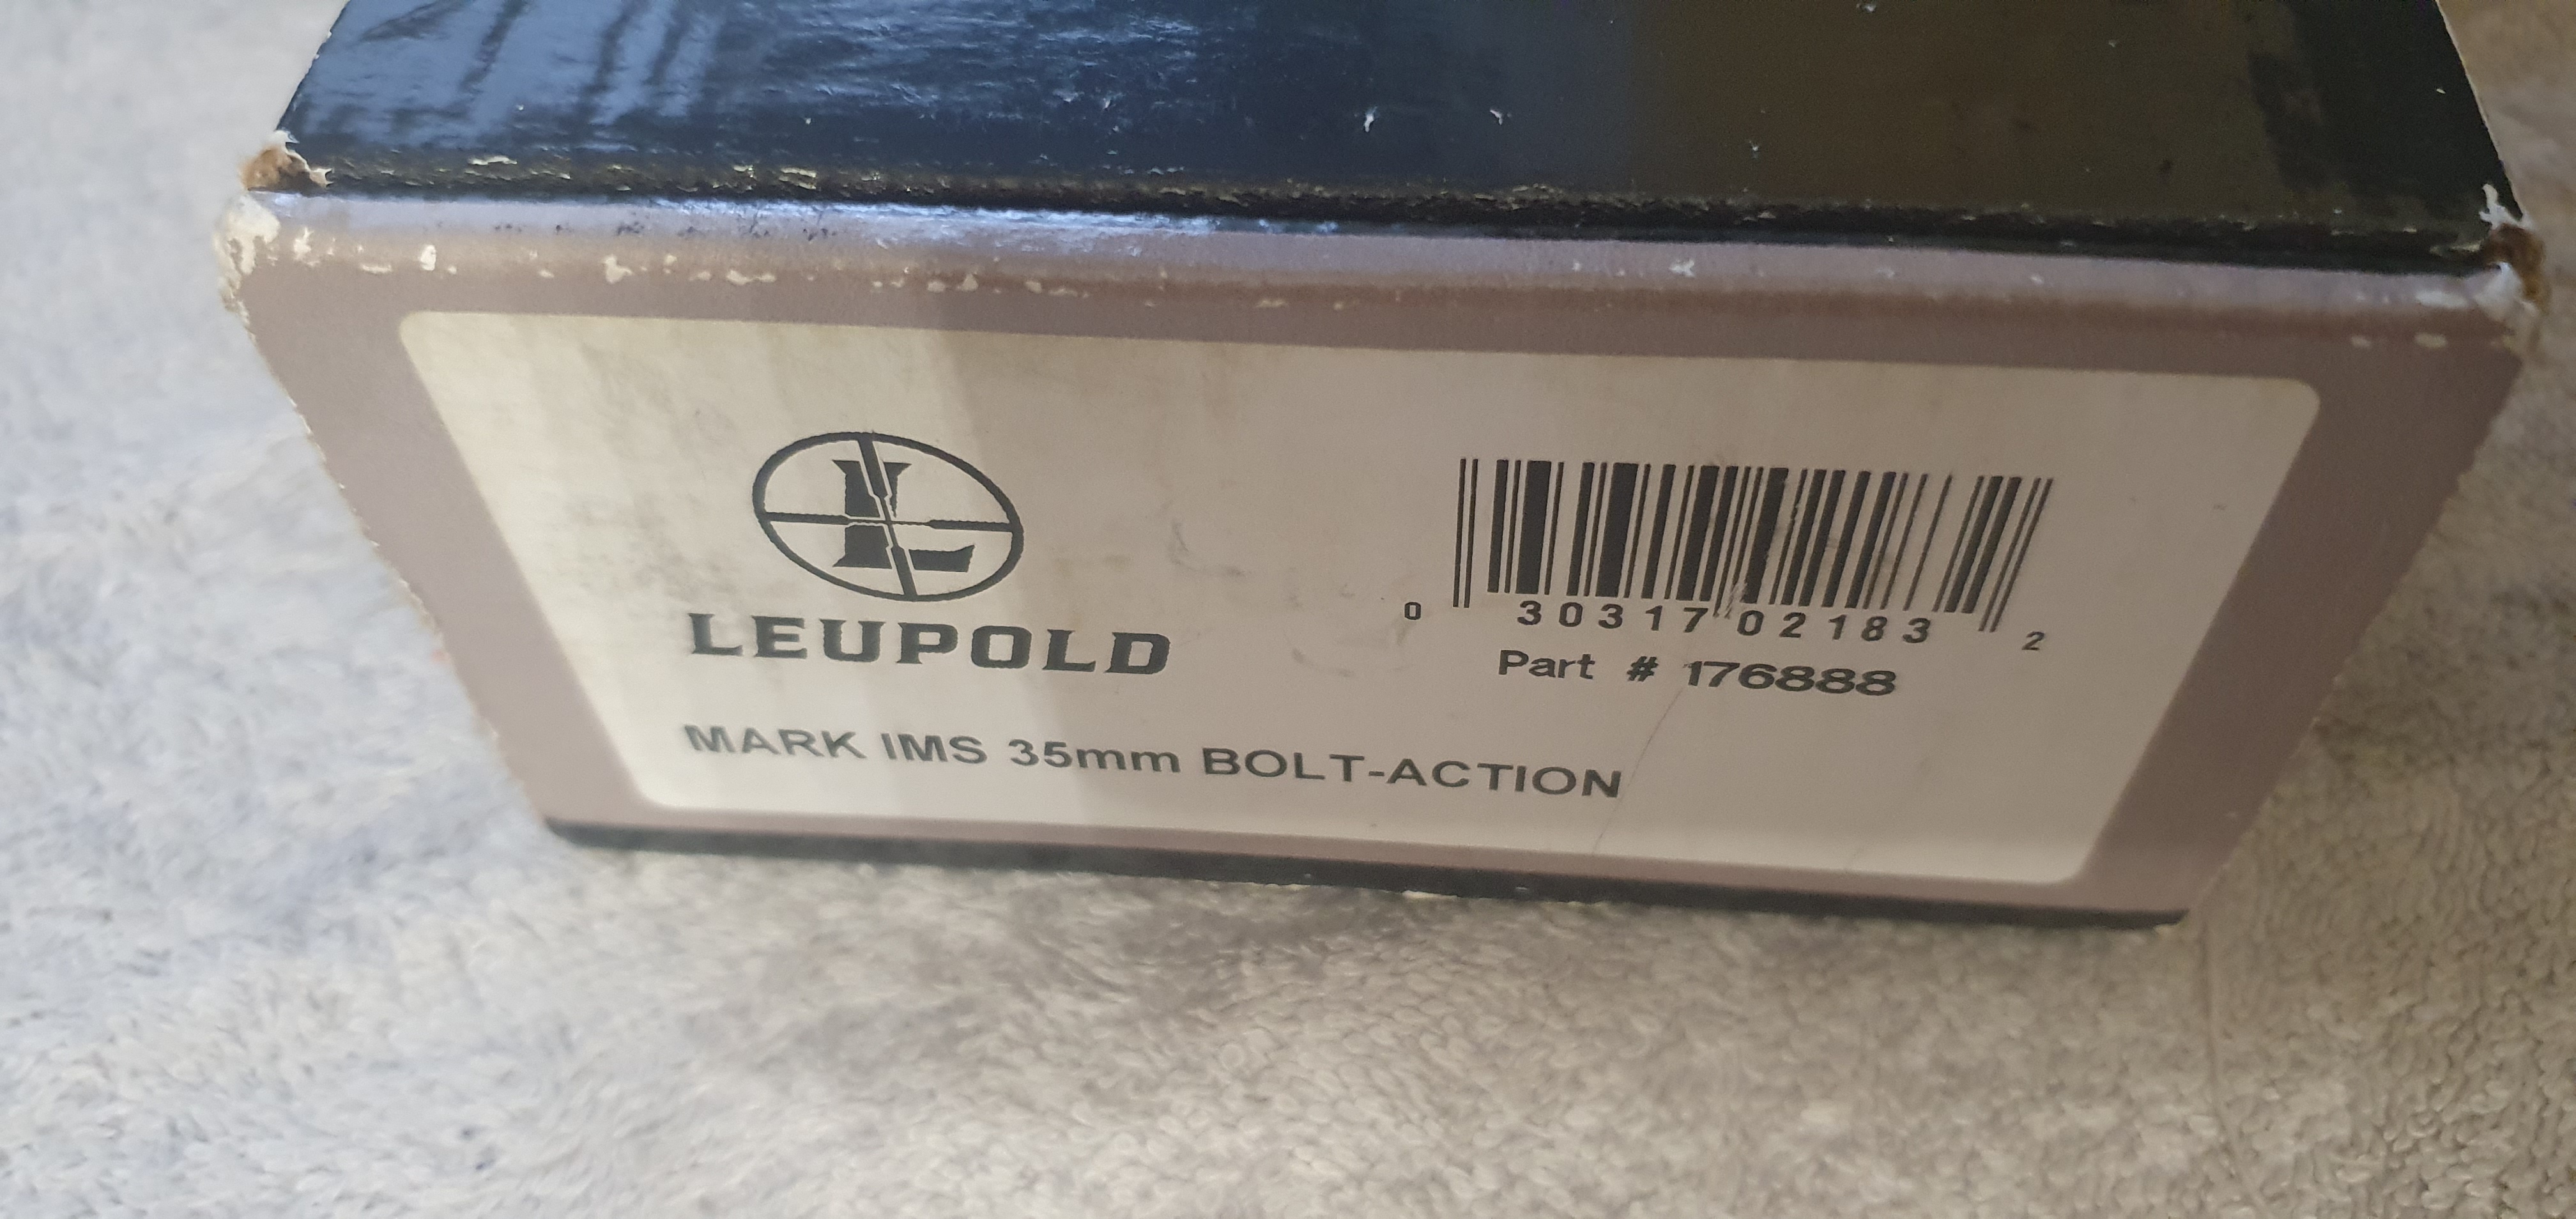 LEUPOLD
MARK IMS 35mm BOLT-ACTION
0 30317 02183 2
Part # 176888